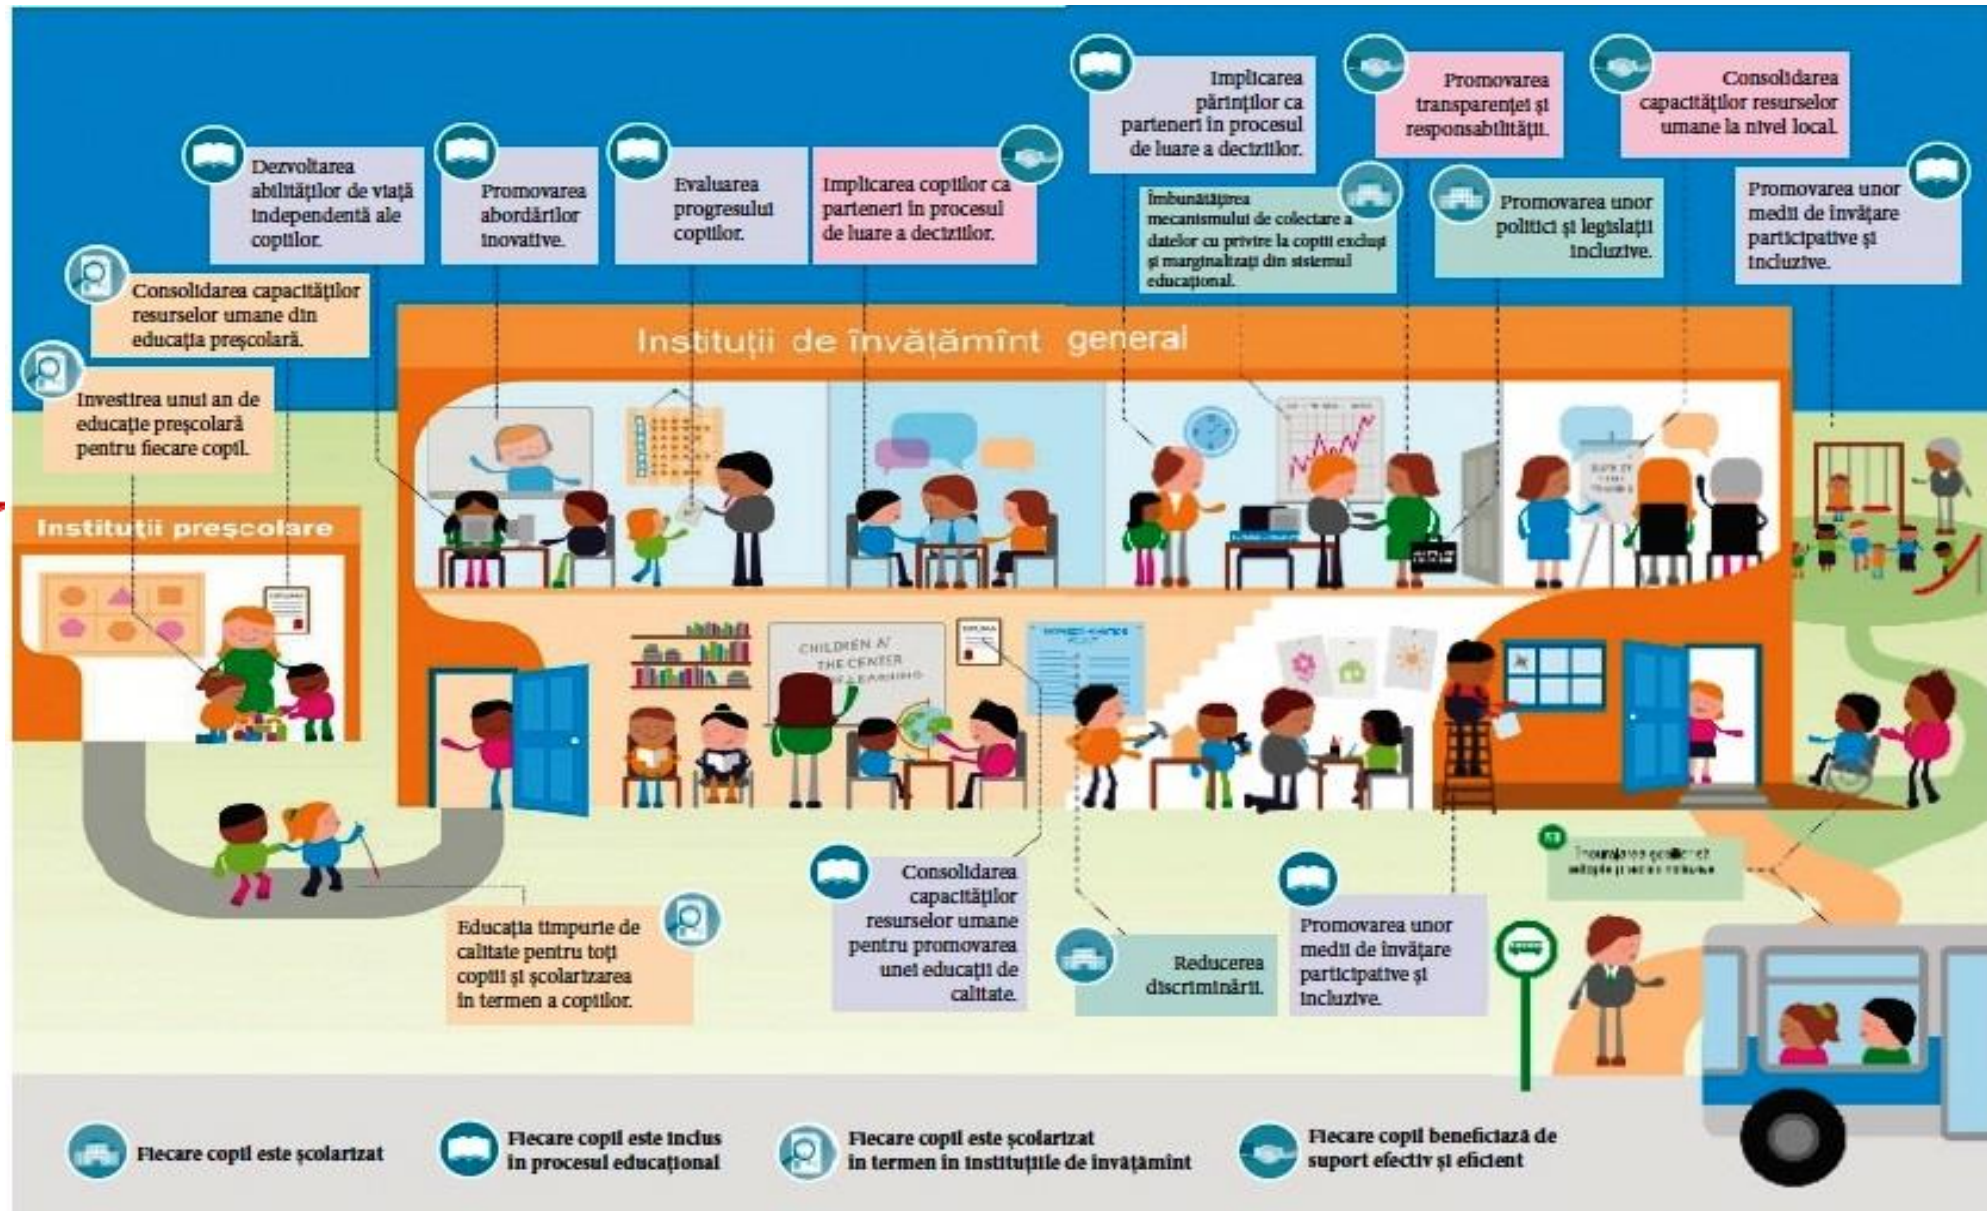 Implicarea
părinților ca
parteneri în procesul
de luare a deciziilor.
Promovarea
transparenței și
responsabilității.
Consolidarea
capacităților resurselor
umane la nivel local.
Dezvoltarea
abilităților de viață
independentă ale
copiilor.
Promovarea
abordărilor
inovative.
Evaluarea
progresului
copiilor.
Implicarea copiilor ca
parteneri în procesul
de luare a deciziilor.
Îmbunătățirea
mecanismului de colectare a
datelor cu privire la copiii excluși
și marginalizați din sistemul
educațional.
Promovarea unor
politici și legislații
incluzive.
Promovarea unor
medii de învățare
participative și
incluzive.
Consolidarea capacităților
resurselor umane din
educația preșcolară.
Investirea unui an de
educație preșcolară
pentru fiecare copil.
Instituții de învățămînt general
Instituții preșcolare
CHILDREN AT
THE CENTER
LEARNING
Educația timpurie de
calitate pentru toți
copiii și școlarizarea
în termen a copiilor.
Consolidarea
capacităților
resurselor umane
pentru promovarea
unei educații de
calitate.
Reducerea
discriminării.
Promovarea unor
medii de învățare
participative și
incluzive.
Fiecare copil este școlarizat
Fiecare copil este inclus
în procesul educațional
Fiecare copil este școlarizat
în termen în instituțiile de învățămînt
Fiecare copil beneficiază de
suport efectiv și eficient